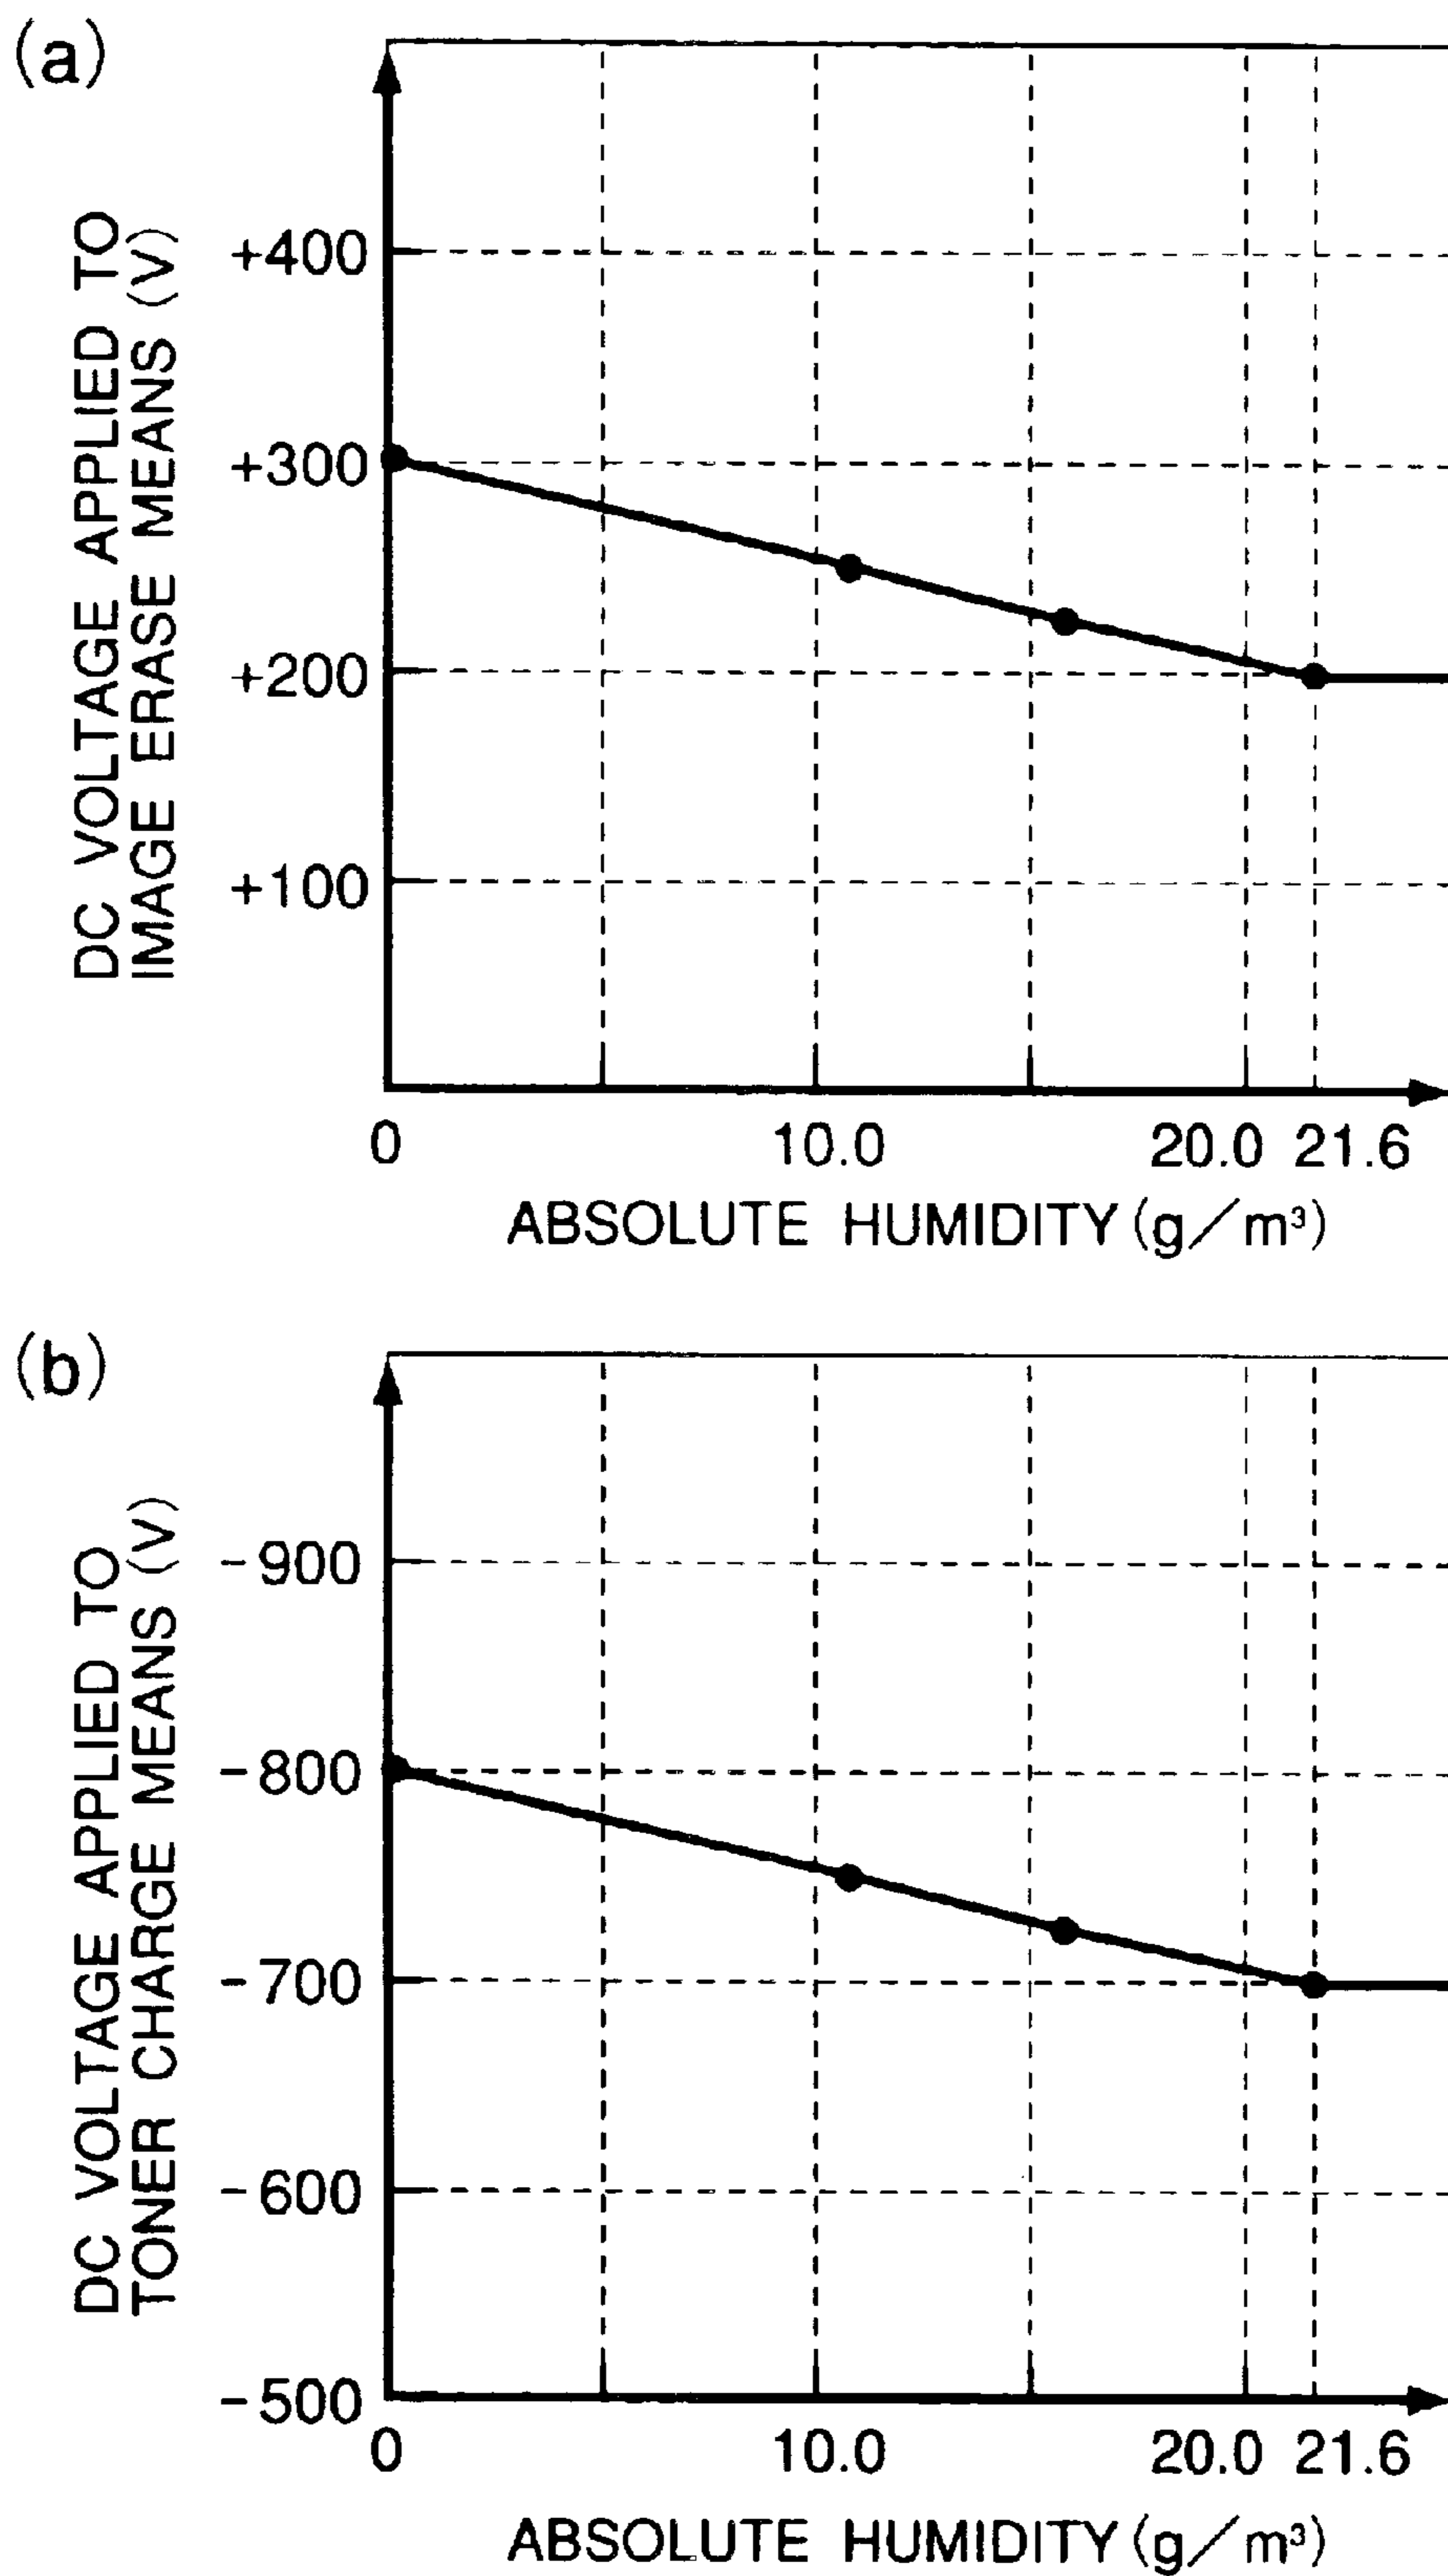 (a)
DC VOLTAGE APPLIED TO
IMAGE ERASE MEANS (V)
+400
+300
+200
+100
0 10.0 20.0 21.6
ABSOLUTE HUMIDITY (g/m³)
(b)
DC VOLTAGE APPLIED TO
TONER CHARGE MEANS (V)
-900
-800
-700
-600
-500
0 10.0 20.0 21.6
ABSOLUTE HUMIDITY (g/m³)